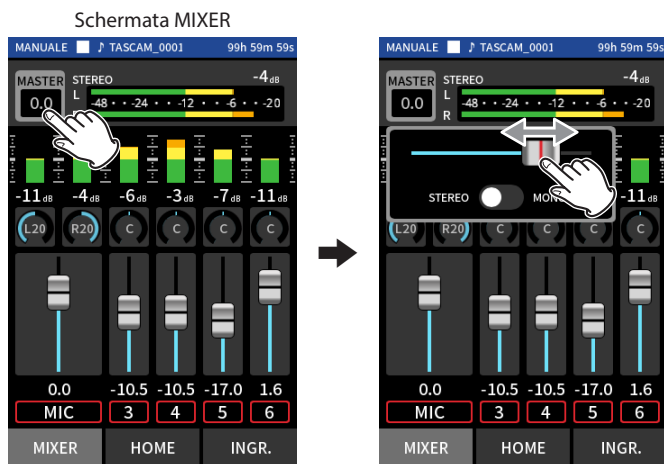 Schermata MIXER
MANUALE ♪ TASCAM_0001 99h 59m 59s
MASTER STEREO -4dB
0.0 L -48 · · -24 · · -12 · · -6 · · -20
-11dB -4dB -6dB -3dB -7dB -11dB
L20 R20 C C C C
0.0 -10.5 -10.5 -17.0 1.6
MIC 3 4 5 6
MIXER HOME INGR.
MANUALE ♪ TASCAM_0001 99h 59m 59s
MASTER STEREO -4dB
0.0 L -48 · · -24 · · -12 · · -6 · · -20
R
STEREO MONO
-11dB
L20 R20 C C C C
0.0 -10.5 -10.5 -17.0 1.6
MIC 3 4 5 6
MIXER HOME INGR.